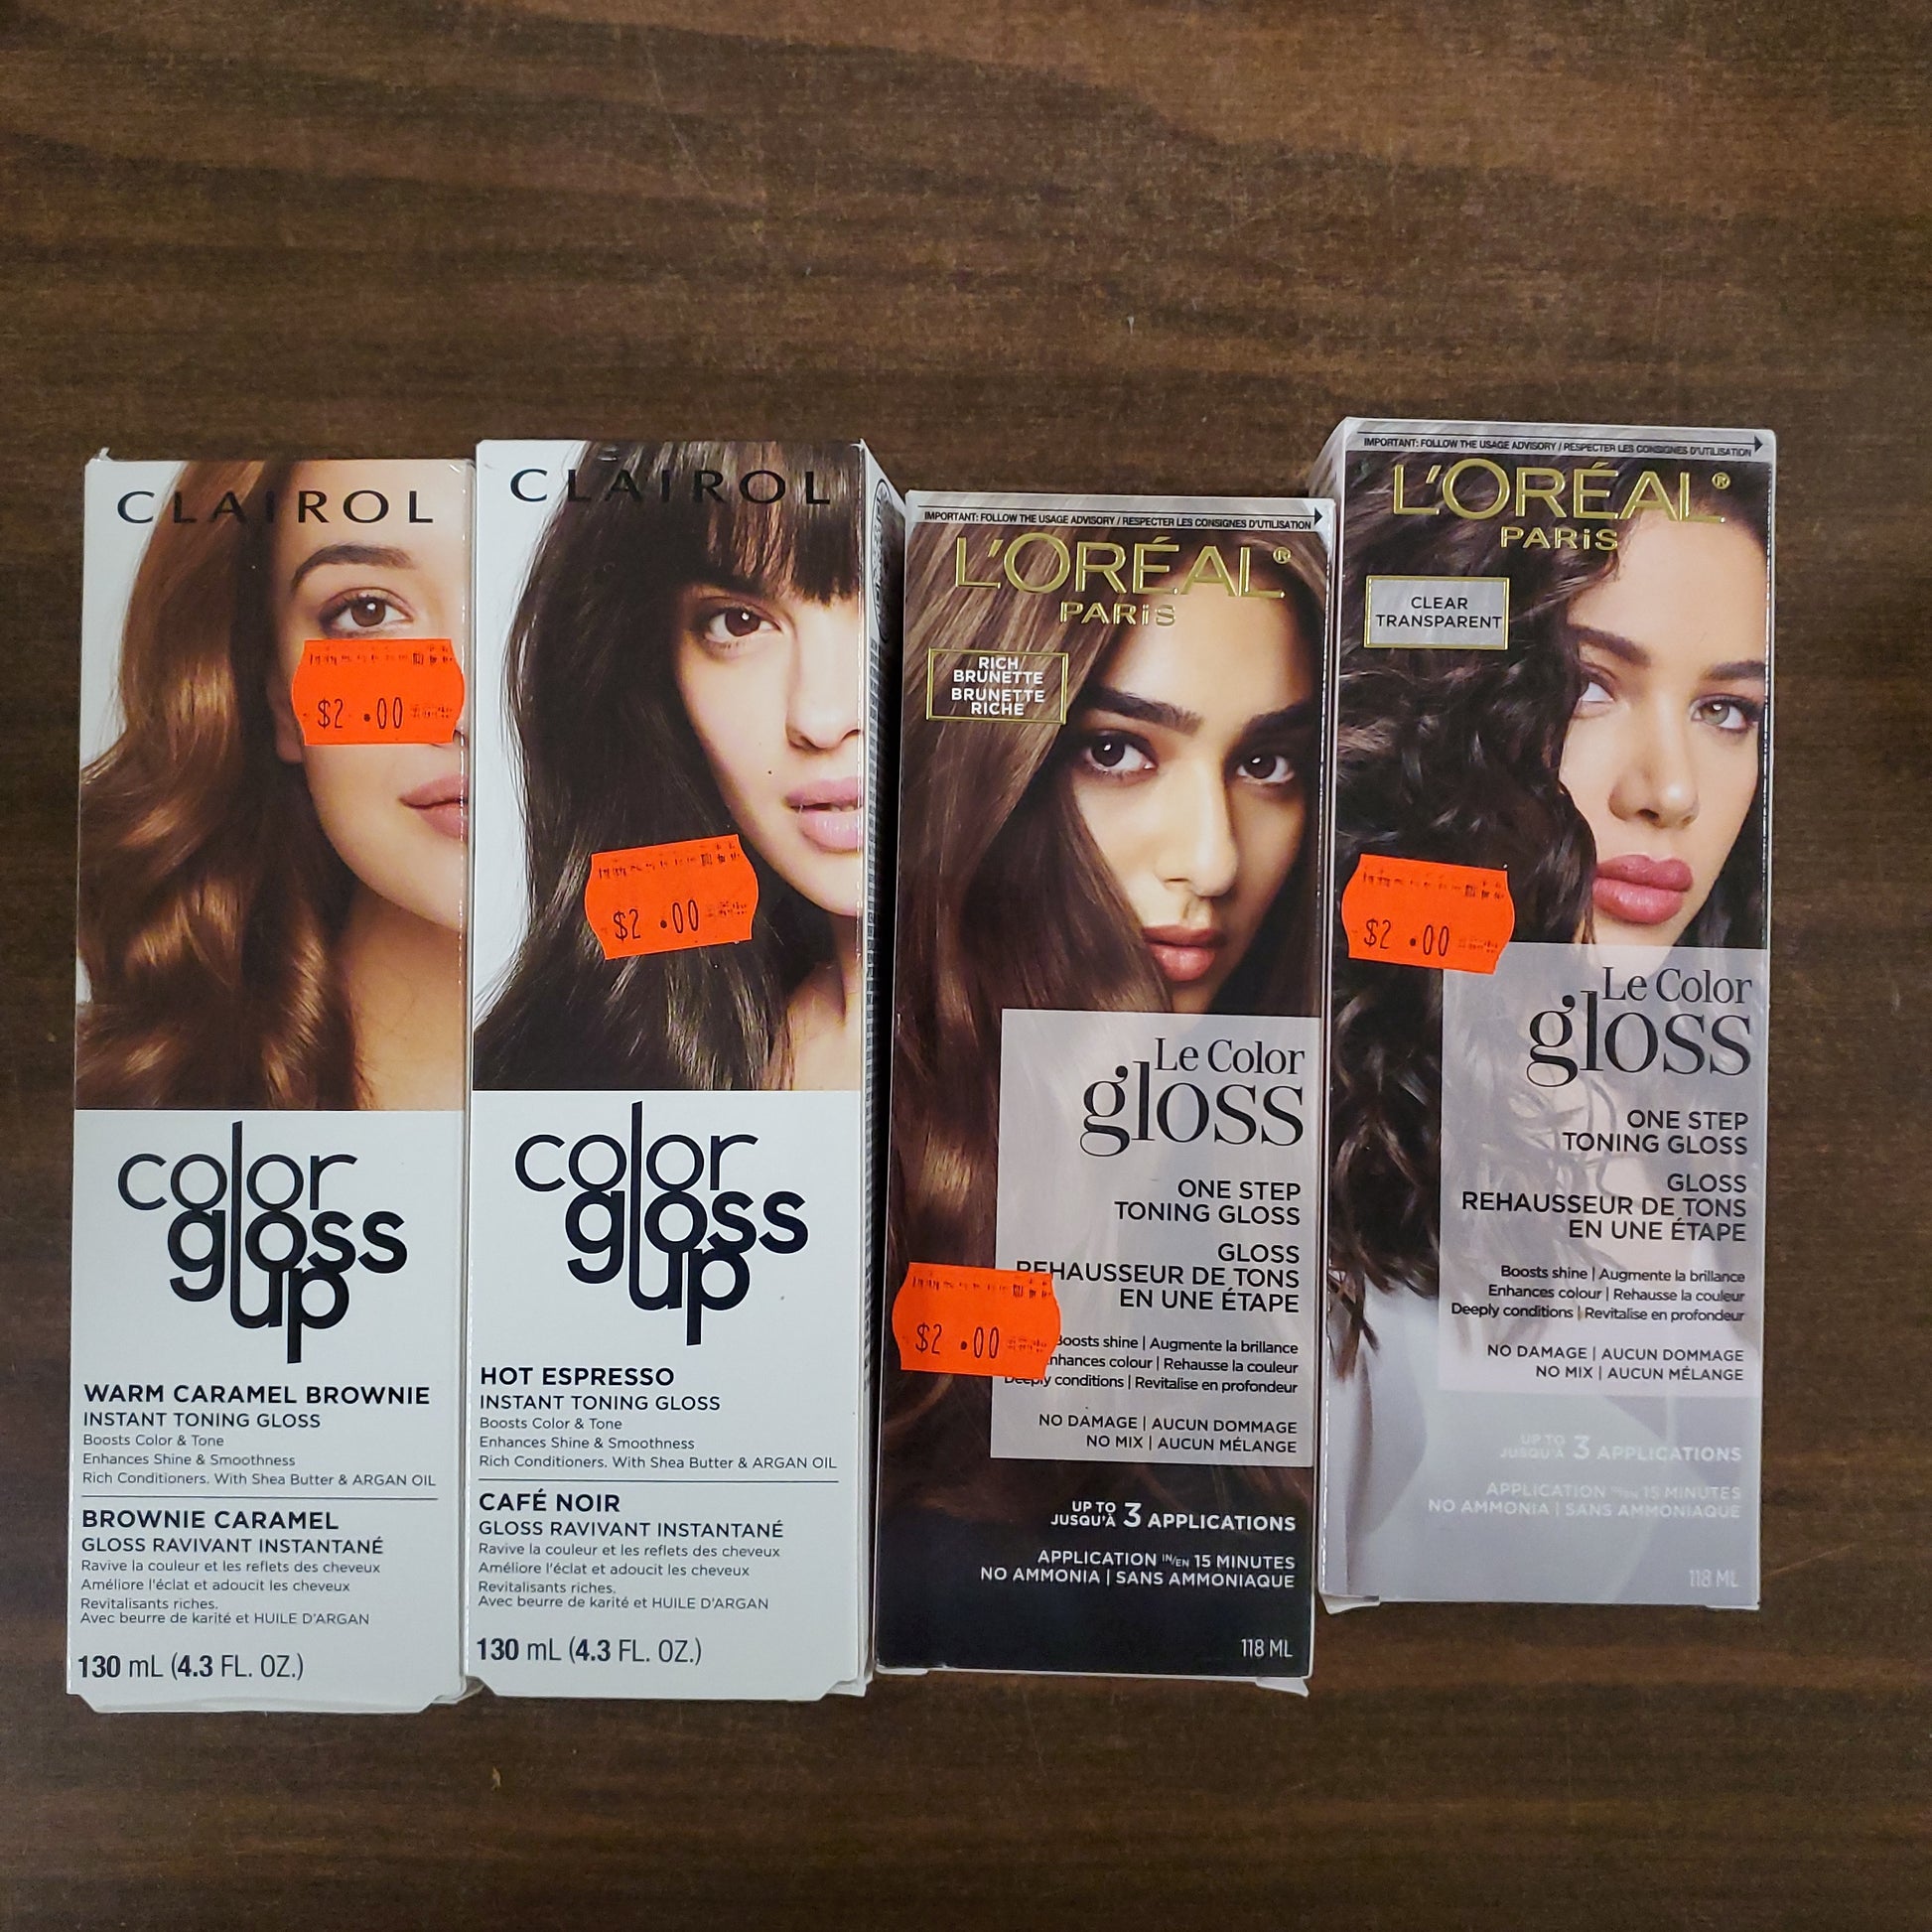 CLAIROL
$2.00
color
gloss
up
WARM CARAMEL BROWNIE
INSTANT TONING GLOSS
Boosts Color & Tone
Enhances Shine & Smoothness
Rich Conditioners. With Shea Butter & ARGAN OIL
BROWNIE CARAMEL
GLOSS RAVIVANT INSTANTANÉ
Ravive la couleur et les reflets des cheveux
Améliore l'éclat et adoucit les cheveux
Revitalisants riches.
Avec beurre de karité et HUILE D'ARGAN
130 mL (4.3 FL. OZ.)
CLAIROL
$2.00
color
gloss
up
HOT ESPRESSO
INSTANT TONING GLOSS
Boosts Color & Tone
Enhances Shine & Smoothness
Rich Conditioners. With Shea Butter & ARGAN OIL
CAFÉ NOIR
GLOSS RAVIVANT INSTANTANÉ
Ravive la couleur et les reflets des cheveux
Améliore l'éclat et adoucit les cheveux
Revitalisants riches.
Avec beurre de karité et HUILE D'ARGAN
130 mL (4.3 FL. OZ.)
IMPORTANT: FOLLOW THE USAGE ADVISORY / RESPECTER LES CONSIGNES D'UTILISATION
L'ORÉAL®
PARiS
RICH
BRUNETTE
BRUNETTE
RICHE
Le Color
gloss
ONE STEP
TONING GLOSS
GLOSS
REHAUSSEUR DE TONS
EN UNE ÉTAPE
$2.00
Boosts shine | Augmente la brillance
nhances colour | Rehausse la couleur
Deeply conditions | Revitalise en profondeur
NO DAMAGE | AUCUN DOMMAGE
NO MIX | AUCUN MÉLANGE
UP TO JUSQU'À 3 APPLICATIONS
APPLICATION IN/EN 15 MINUTES
NO AMMONIA | SANS AMMONIAQUE
118 ML
IMPORTANT: FOLLOW THE USAGE ADVISORY / RESPECTER LES CONSIGNES D'UTILISATION
L'ORÉAL®
PARiS
CLEAR
TRANSPARENT
$2.00
Le Color
gloss
ONE STEP
TONING GLOSS
GLOSS
REHAUSSEUR DE TONS
EN UNE ÉTAPE
Boosts shine | Augmente la brillance
Enhances colour | Rehausse la couleur
Deeply conditions | Revitalise en profondeur
NO DAMAGE | AUCUN DOMMAGE
NO MIX | AUCUN MÉLANGE
UP TO JUSQU'À 3 APPLICATIONS
APPLICATION IN/EN 15 MINUTES
NO AMMONIA | SANS AMMONIAQUE
118 ML